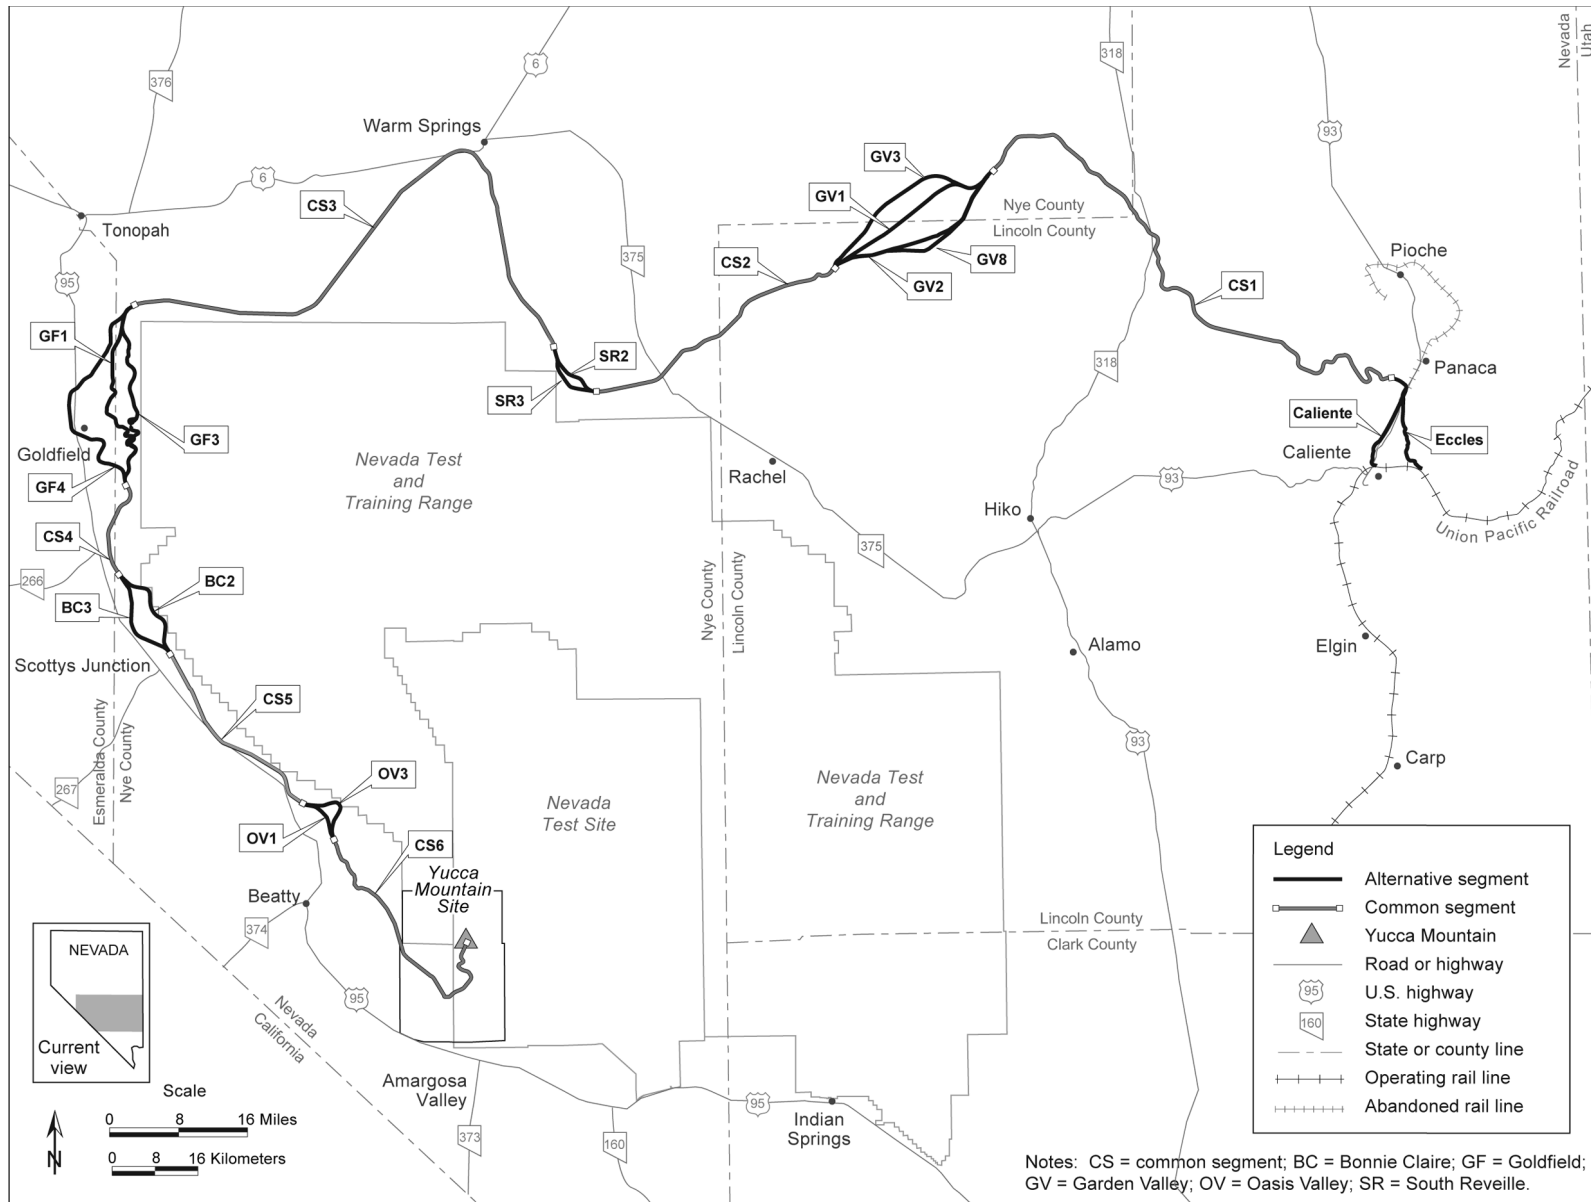 376
6
318
Nevada
Utah
93
Warm Springs
6
CS3
GV3
GV1
Nye County
Lincoln County
Tonopah
375
CS2
GV8
GV2
Pioche
95
CS1
GF1
SR2
SR3
318
Panaca
GF3
Goldfield
GF4
Caliente
Eccles
Caliente
Nevada Test
and
Training Range
Rachel
93
Hiko
Union Pacific Railroad
CS4
375
266
BC2
BC3
Nye County
Lincoln County
Alamo
Elgin
Scottys Junction
CS5
Esmeralda County
Nye County
93
Carp
267
OV3
OV1
Nevada
Test Site
Nevada Test
and
Training Range
CS6
Yucca
Mountain
Site
Beatty
374
Lincoln County
Clark County
95
Nevada
California
NEVADA
Current
view
Scale
0 8 16 Miles
0 8 16 Kilometers
N
Amargosa
Valley
373
160
95
Indian
Springs
Legend
Alternative segment
Common segment
Yucca Mountain
Road or highway
95 U.S. highway
160 State highway
State or county line
Operating rail line
Abandoned rail line
Notes: CS = common segment; BC = Bonnie Claire; GF = Goldfield;
GV = Garden Valley; OV = Oasis Valley; SR = South Reveille.